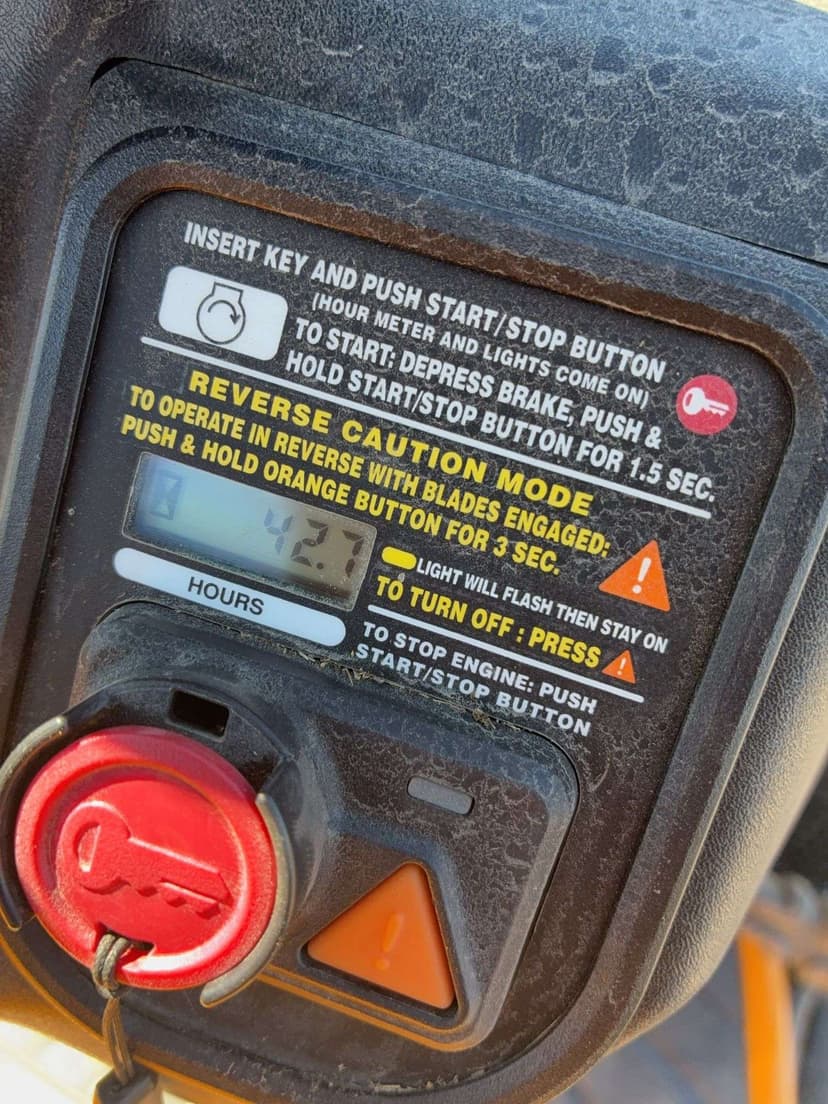 INSERT KEY AND PUSH START/STOP BUTTON
(HOUR METER AND LIGHTS COME ON)
TO START: DEPRESS BRAKE, PUSH &
HOLD START/STOP BUTTON FOR 1.5 SEC.
REVERSE CAUTION MODE
TO OPERATE IN REVERSE WITH BLADES ENGAGED:
PUSH & HOLD ORANGE BUTTON FOR 3 SEC.
!
42.7
LIGHT WILL FLASH THEN STAY ON
HOURS
TO TURN OFF : PRESS !
TO STOP ENGINE: PUSH
START/STOP BUTTON
!